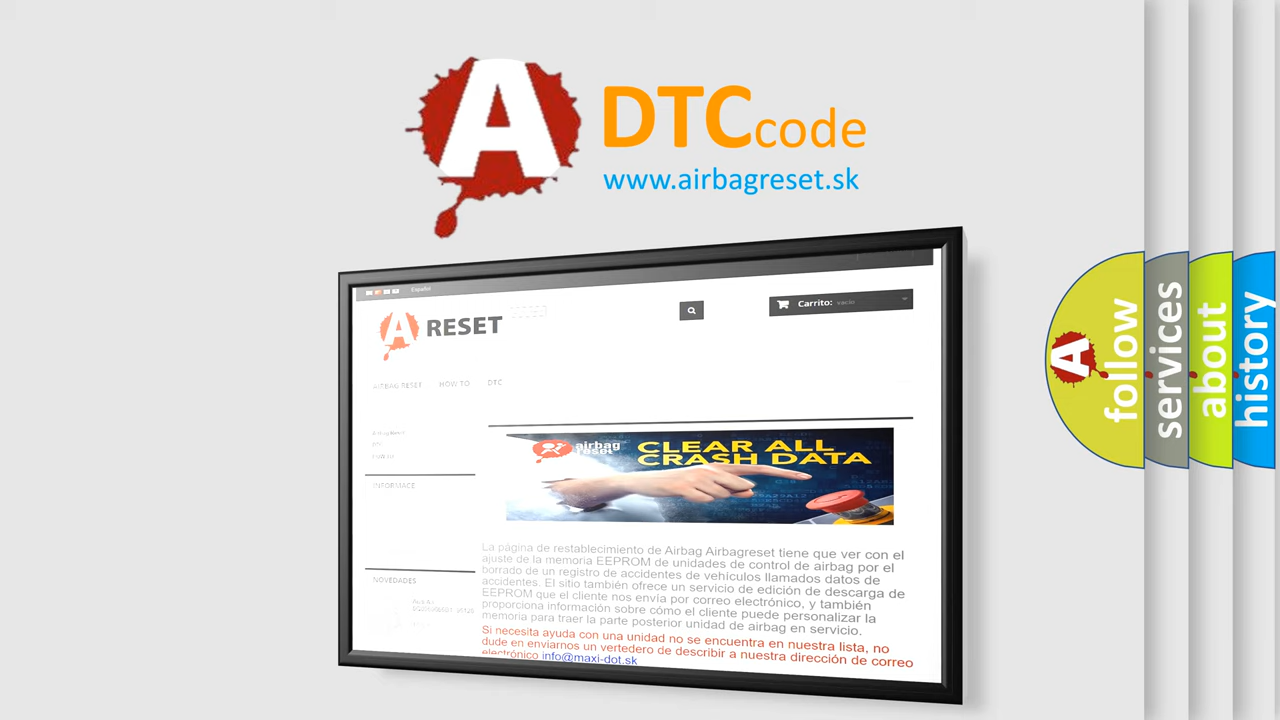 A
DTC code
www.airbagreset.sk
Español
A RESET
Carrito: vacío
AIRBAG RESET HOW TO DTC
Airbag Reset
DTC
INFORMACE
NOVEDADES
airbag
reset
CLEAR ALL
CRASH DATA
La página de restablecimiento de Airbag Airbagreset tiene que ver con el
ajuste de la memoria EEPROM de unidades de control de airbag por el
borrado de un registro de accidentes de vehículos llamados datos de
accidentes. El sitio también ofrece un servicio de edición de descarga de
EEPROM que el cliente nos envía por correo electrónico, y también
proporciona información sobre cómo el cliente puede personalizar la
memoria para traer la parte posterior unidad de airbag en servicio.
Si necesita ayuda con una unidad no se encuentra en nuestra lista, no
dude en enviarnos un vertedero de describir a nuestra dirección de correo
electrónico info@maxi-dot.sk
A
follow
services
about
history